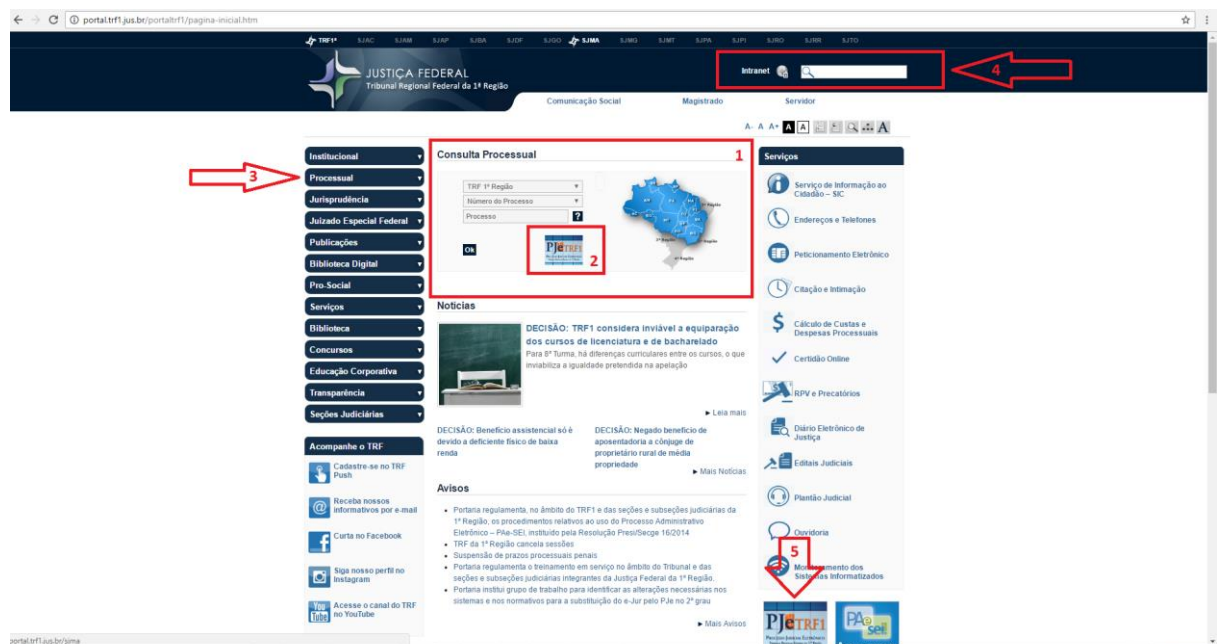 portal.trf1.jus.br/portaltrf1/pagina-inicial.htm
TRF1ª SJAC SJAM SJAP SJBA SJDF SJGO SJMA SJMG SJMT SJPA SJPI SJRO SJRR SJTO
JUSTIÇA FEDERAL
Tribunal Regional Federal da 1ª Região
Intranet
4
Comunicação Social Magistrado Servidor
A- A A+ A A A
Institucional
3
Processual
Jurisprudência
Juizado Especial Federal
Publicações
Biblioteca Digital
Pro-Social
Serviços
Biblioteca
Concursos
Educação Corporativa
Transparência
Seções Judiciárias
Acompanhe o TRF
Cadastre-se no TRF
Push
Receba nossos
informativos por e-mail
Curta no Facebook
Siga nosso perfil no
Instagram
You
Tube
Acesse o canal do TRF
no YouTube
Consulta Processual
1
TRF 1ª Região
Número do Processo
Processo
?
Ok
PJeTRF1
2
Notícias
DECISÃO: TRF1 considera inviável a equiparação
dos cursos de licenciatura e de bacharelado
Para 8ª Turma, há diferenças curriculares entre os cursos, o que
inviabiliza a igualdade pretendida na apelação
► Leia mais
DECISÃO: Benefício assistencial só é
devido a deficiente físico de baixa
renda
DECISÃO: Negado benefício de
aposentadoria a cônjuge de
proprietário rural de média
propriedade
► Mais Notícias
Avisos
• Portaria regulamenta, no âmbito do TRF1 e das seções e subseções judiciárias da
1ª Região, os procedimentos relativos ao uso do Processo Administrativo
Eletrônico – PAe-SEI, instituído pela Resolução Presi/Secge 16/2014
• TRF da 1ª Região cancela sessões
• Suspensão de prazos processuais penais
• Portaria regulamenta o treinamento em serviço no âmbito do Tribunal e das
seções e subseções judiciárias integrantes da Justiça Federal da 1ª Região.
• Portaria institui grupo de trabalho para identificar as alterações necessárias nos
sistemas e nos normativos para a substituição do e-Jur pelo PJe no 2º grau
► Mais Avisos
Serviços
Serviço de Informação ao
Cidadão – SIC
Endereços e Telefones
Peticionamento Eletrônico
Citação e Intimação
Cálculo de Custas e
Despesas Processuais
Certidão Online
RPV e Precatórios
Diário Eletrônico de
Justiça
Editais Judiciais
Plantão Judicial
Ouvidoria
5
Monitoramento dos
Sistemas Informatizados
PJeTRF1
PAe
sei
portal.trf1.jus.br/sjma